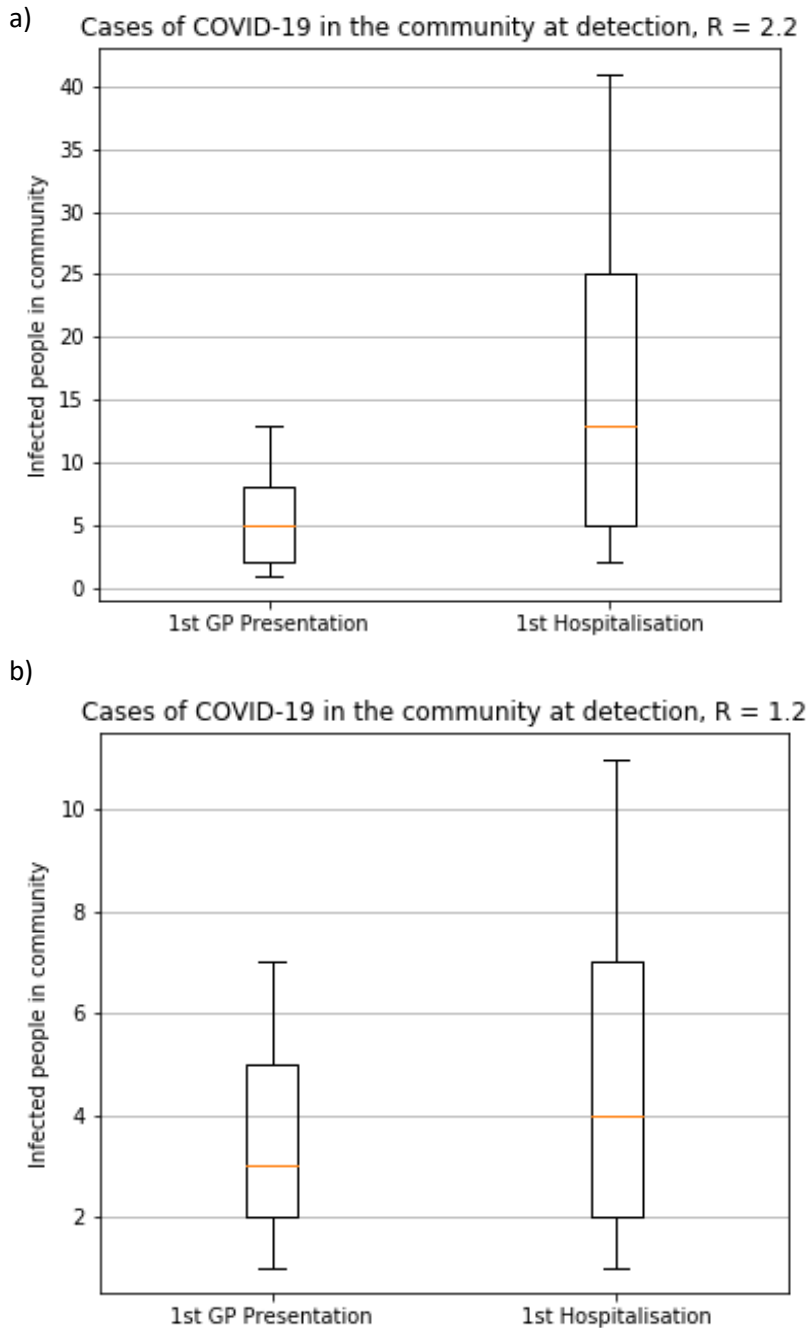 a)
Cases of COVID-19 in the community at detection, R = 2.2
40
35
30
25
20
15
10
5
0
Infected people in community
1st GP Presentation 1st Hospitalisation
b)
Cases of COVID-19 in the community at detection, R = 1.2
10
8
6
4
2
Infected people in community
1st GP Presentation 1st Hospitalisation